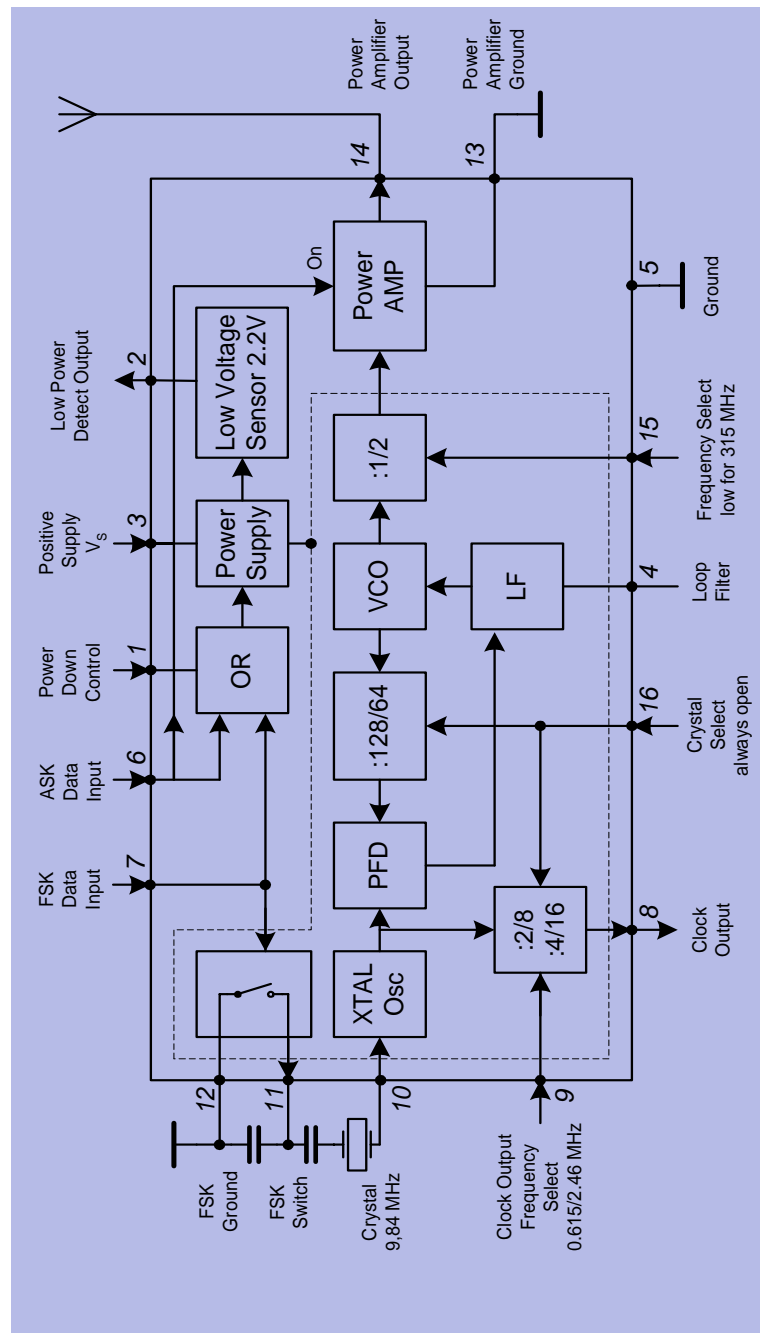 FSK
Data
Input
7
ASK
Data
Input
6
Power
Down
Control
1
Positive
Supply
VS
3
Low Power
Detect Output
2
OR
Power
Supply
Low Voltage
Sensor 2.2V
On
FSK
Ground
12
FSK
Switch
11
Crystal
9,84 MHz
10
XTAL
Osc
PFD
:128/64
VCO
:1/2
Power
AMP
14
Power
Amplifier
Output
13
Power
Amplifier
Ground
LF
:2/8
:4/16
Clock Output
Frequency
Select
0.615/2.46 MHz
9
8
Clock
Output
16
Crystal
Select
always open
4
Loop
Filter
15
Frequency Select
low for 315 MHz
5
Ground